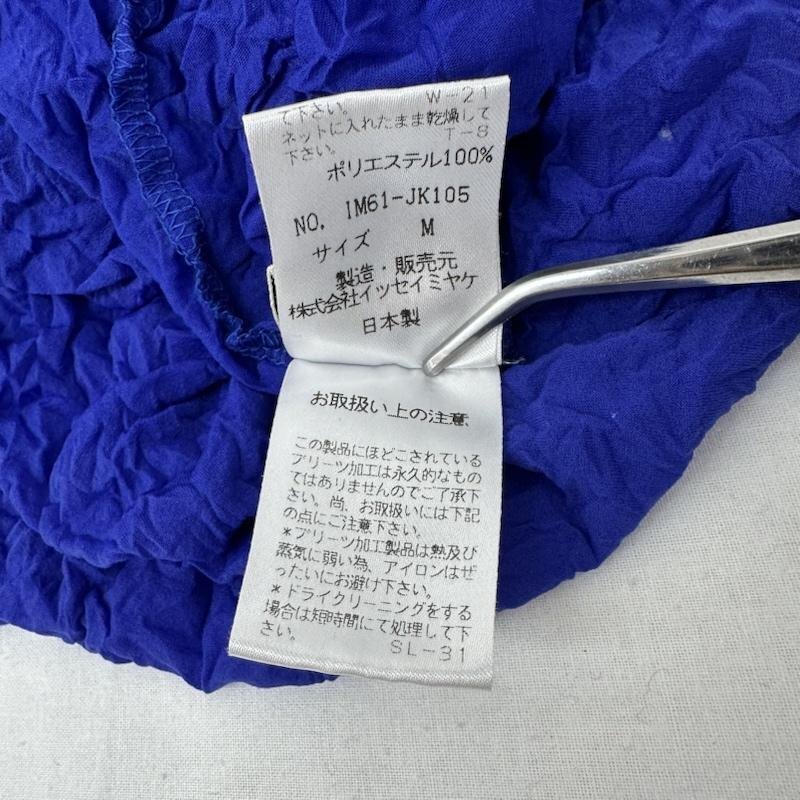 て下さい。 W-21
ネットに入れたまま乾燥して
下さい。 T-8
ポリエステル100%
NO. IM61-JK105
サイズ M
製造・販売元
株式会社イッセイミヤケ
日本製
お取扱い上の注意
この製品にほどこされている
プリーツ加工は永久的なもの
ではありませんのでご了承下
さい。尚、お取扱いには下記
の点にご注意下さい。
*プリーツ加工製品は熱及び
蒸気に弱い為、アイロンはぜ
ったいにお避け下さい。
*ドライクリーニングをする
場合は短時間にて処理して下
さい。 SL-31